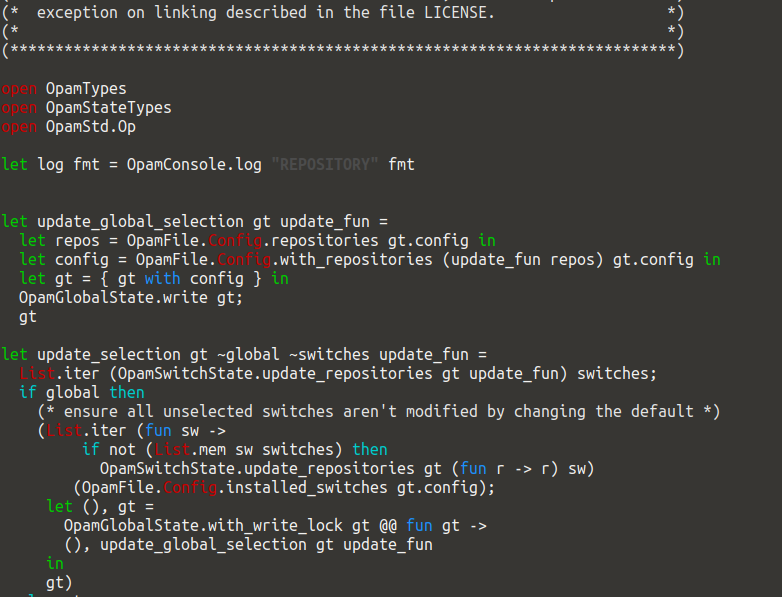 (*  exception on linking described in the file LICENSE.                   *)
(*                                                                        *)
(**************************************************************************)
open OpamTypes
open OpamStateTypes
open OpamStd.Op
let log fmt = OpamConsole.log "REPOSITORY" fmt
let update_global_selection gt update_fun =
  let repos = OpamFile.Config.repositories gt.config in
  let config = OpamFile.Config.with_repositories (update_fun repos) gt.config in
  let gt = { gt with config } in
  OpamGlobalState.write gt;
  gt
let update_selection gt ~global ~switches update_fun =
  List.iter (OpamSwitchState.update_repositories gt update_fun) switches;
  if global then
    (* ensure all unselected switches aren't modified by changing the default *)
    (List.iter (fun sw ->
         if not (List.mem sw switches) then
           OpamSwitchState.update_repositories gt (fun r -> r) sw)
        (OpamFile.Config.installed_switches gt.config);
     let (), gt =
       OpamGlobalState.with_write_lock gt @@ fun gt ->
       (), update_global_selection gt update_fun
     in
     gt)